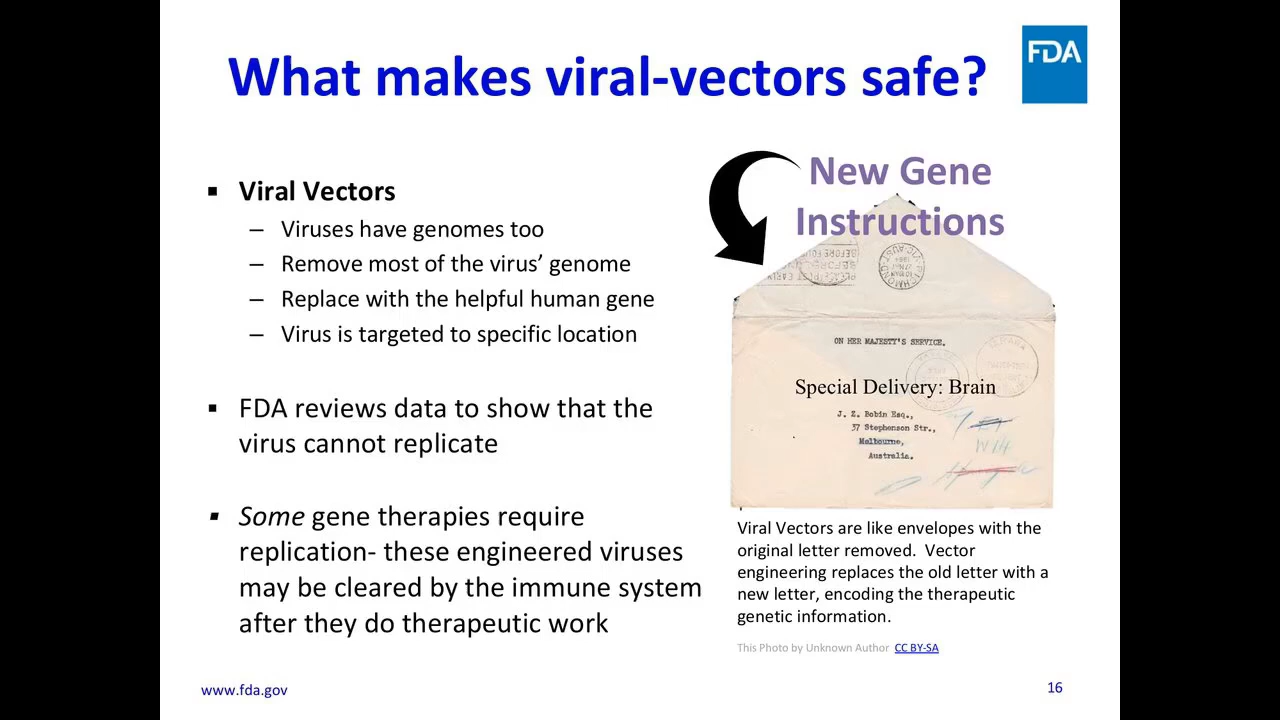 What makes viral-vectors safe?
FDA
▪ Viral Vectors
– Viruses have genomes too
– Remove most of the virus’ genome
– Replace with the helpful human gene
– Virus is targeted to specific location
▪ FDA reviews data to show that the
virus cannot replicate
▪ Some gene therapies require
replication- these engineered viruses
may be cleared by the immune system
after they do therapeutic work
New Gene
Instructions
ON HER MAJESTY'S SERVICE.
Special Delivery: Brain
J. Z. Bobin Esq.,
37 Stephenson Str.,
Melbourne,
Australia.
Viral Vectors are like envelopes with the
original letter removed.  Vector
engineering replaces the old letter with a
new letter, encoding the therapeutic
genetic information.
This Photo by Unknown Author CC BY-SA
www.fda.gov
16